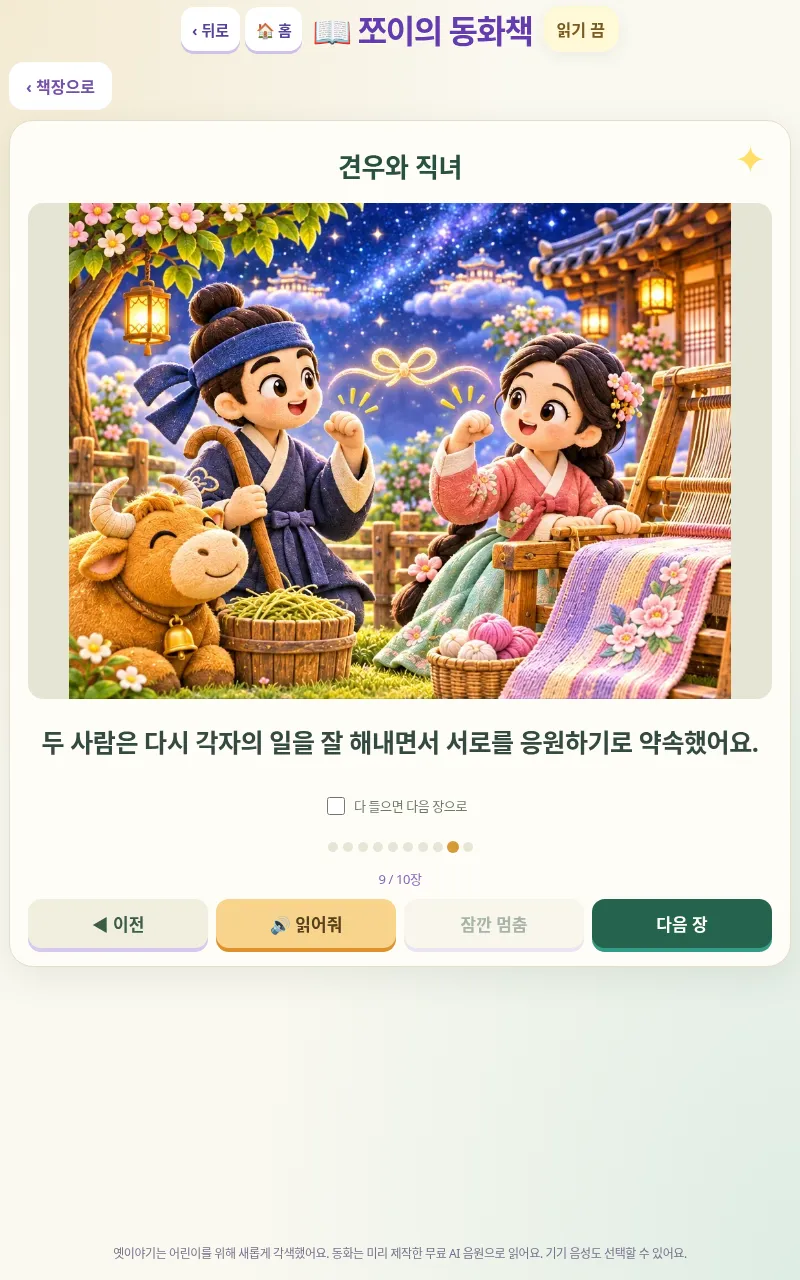 ‹ 뒤로
🏠 홈
📖 쪼이의 동화책
읽기 끝
‹ 책장으로
견우와 직녀
두 사람은 다시 각자의 일을 잘 해내면서 서로를 응원하기로 약속했어요.
다 들으면 다음 장으로
9 / 10장
◀ 이전
🔊 읽어줘
잠깐 멈춤
다음 장
옛이야기는 어린이를 위해 새롭게 각색했어요. 동화는 미리 제작한 무료 AI 음원으로 읽어요. 기기 음성도 선택할 수 있어요.